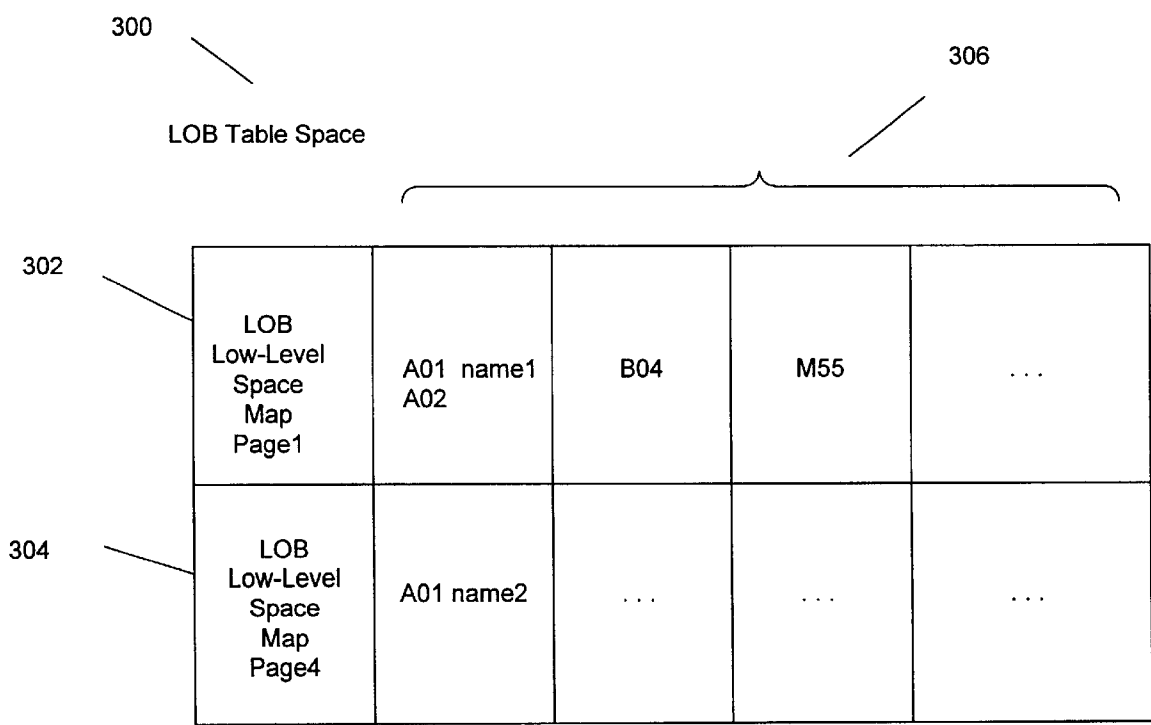 300
306
LOB Table Space
302
LOB
Low-Level
Space
Map
Page1
A01 name1
A02
B04
M55
...
304
LOB
Low-Level
Space
Map
Page4
A01 name2
...
...
...